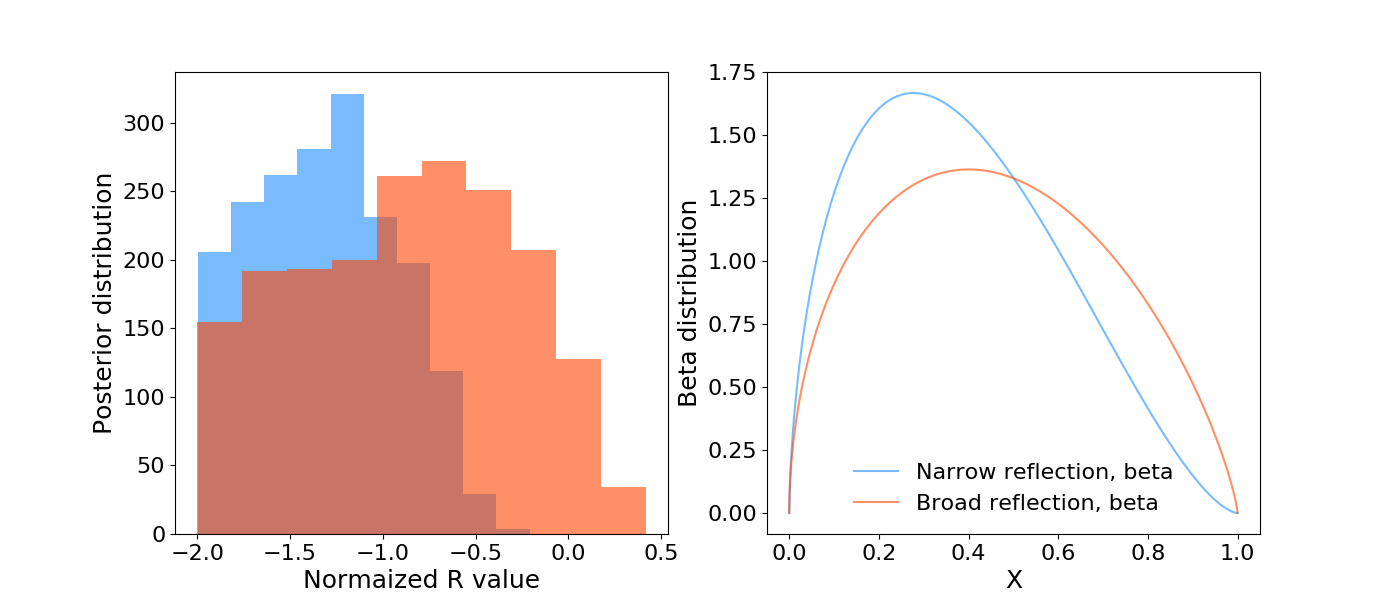 Posterior distribution
300
250
200
150
100
50
0
−2.0 −1.5 −1.0 −0.5 0.0 0.5
Normaized R value
Beta distribution
1.75
1.50
1.25
1.00
0.75
0.50
0.25
0.00
Narrow reflection, beta
Broad reflection, beta
0.0 0.2 0.4 0.6 0.8 1.0
X